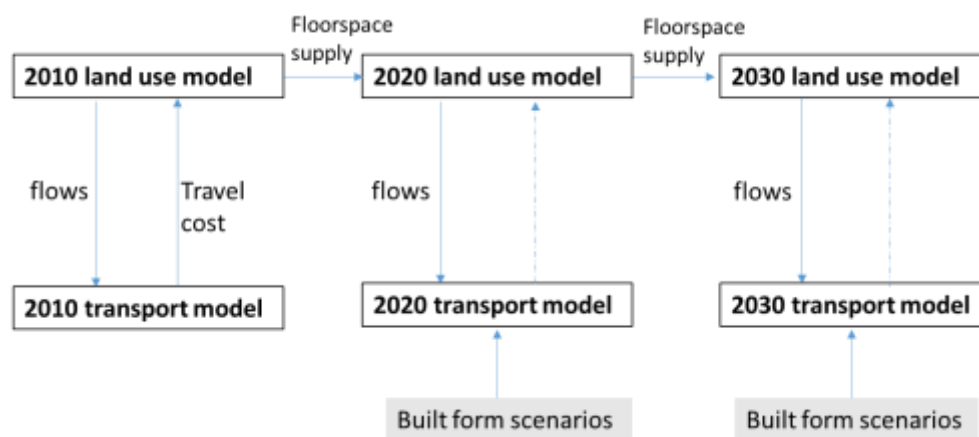 Floorspace
supply
Floorspace
supply
2010 land use model
2020 land use model
2030 land use model
flows
Travel
cost
flows
flows
2010 transport model
2020 transport model
2030 transport model
Built form scenarios
Built form scenarios